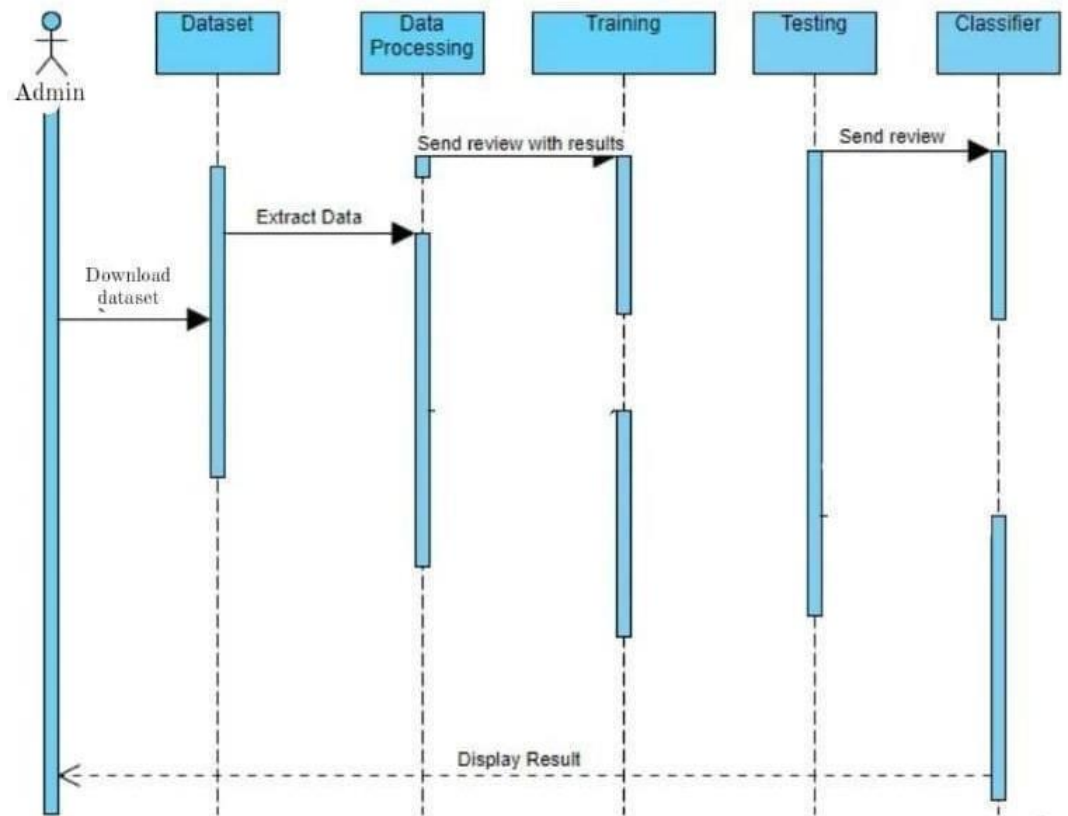 Dataset
Data
Processing
Training
Testing
Classifier
Admin
Send review with results
Send review
Extract Data
Download
dataset
Display Result